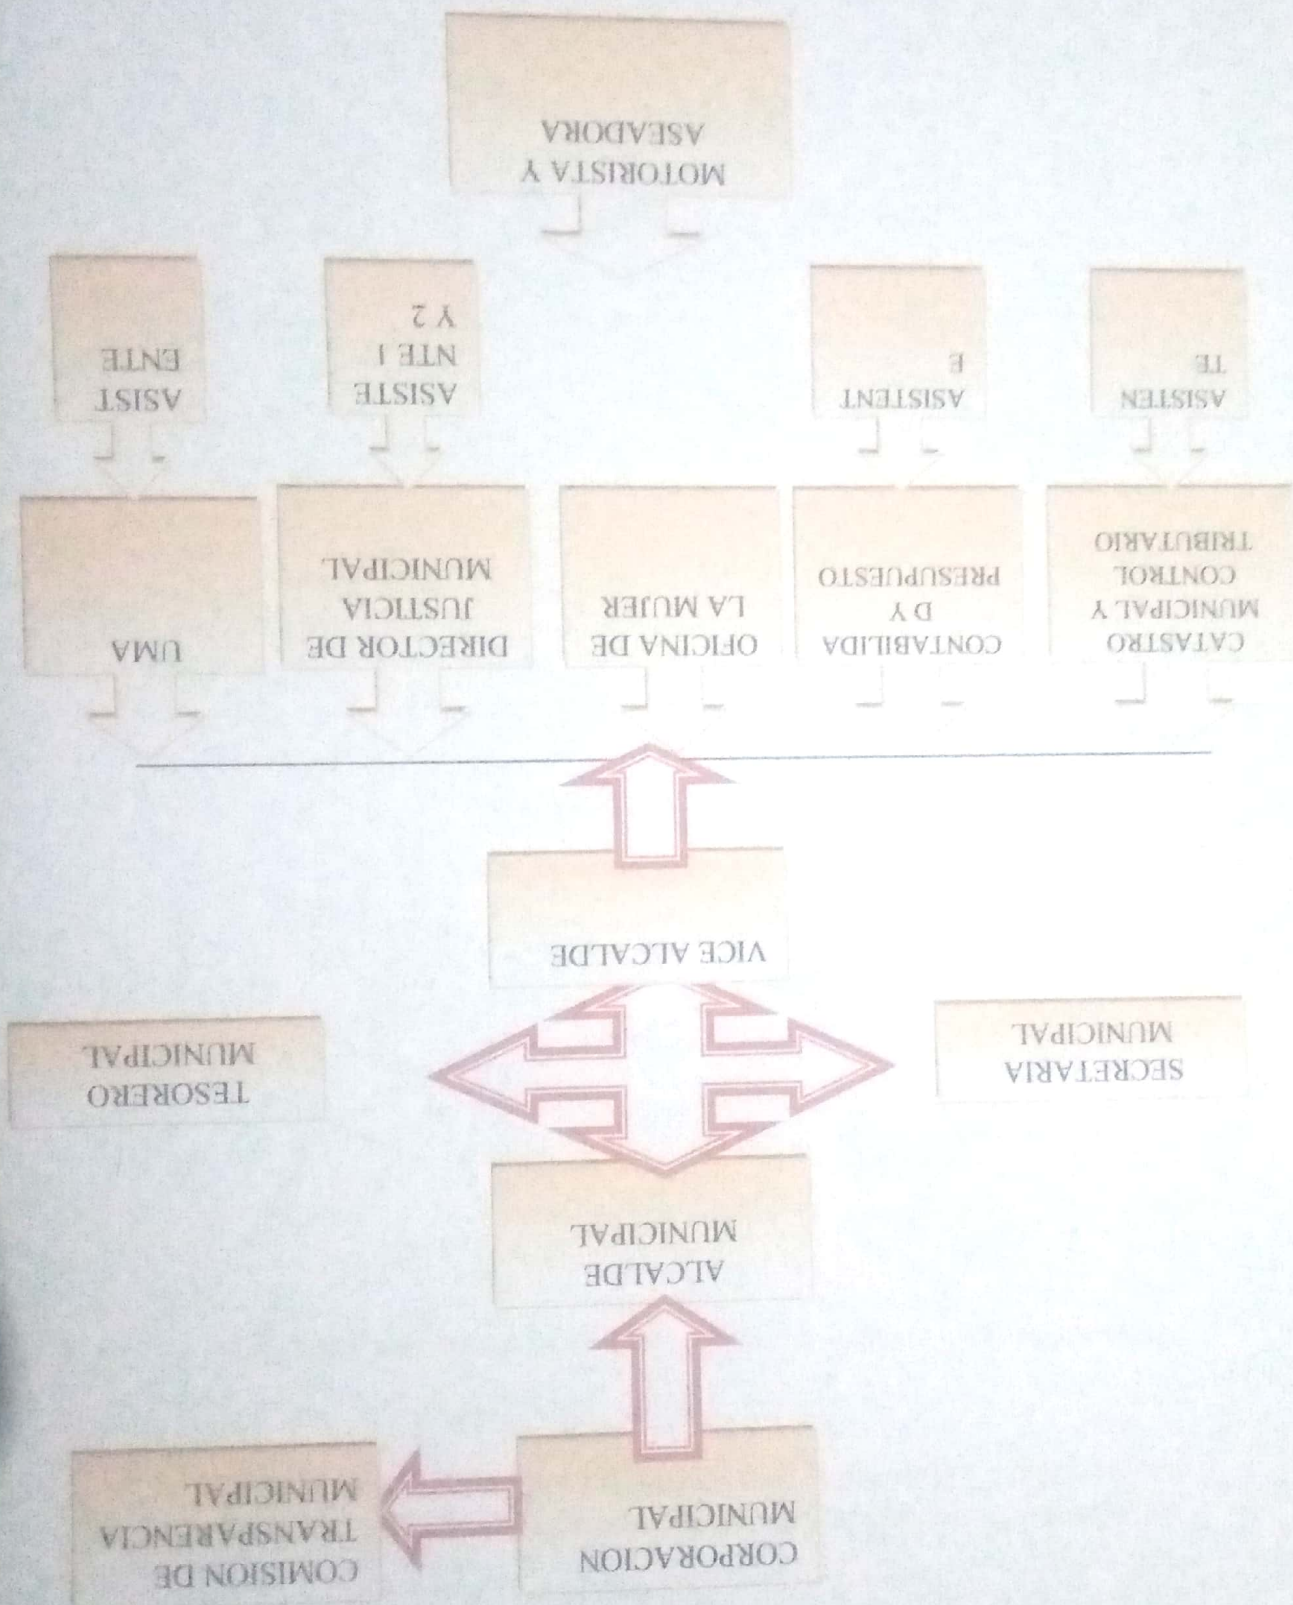 CORPORACION
MUNICIPAL
COMISION DE
TRANSPARENCIA
MUNICIPAL
ALCALDE
MUNICIPAL
SECRETARIA
MUNICIPAL
TESORERO
MUNICIPAL
VICE ALCALDE
CATASTRO
MUNICIPAL Y
CONTROL
TRIBUTARIO
CONTABILIDA
D Y
PRESUPUESTO
OFICINA DE
LA MUJER
DIRECTOR DE
JUSTICIA
MUNICIPAL
UMA
ASISTEN
TE
ASISTENT
E
ASISTE
NTE 1
Y 2
ASIST
ENTE
MOTORISTA Y
ASEADORA